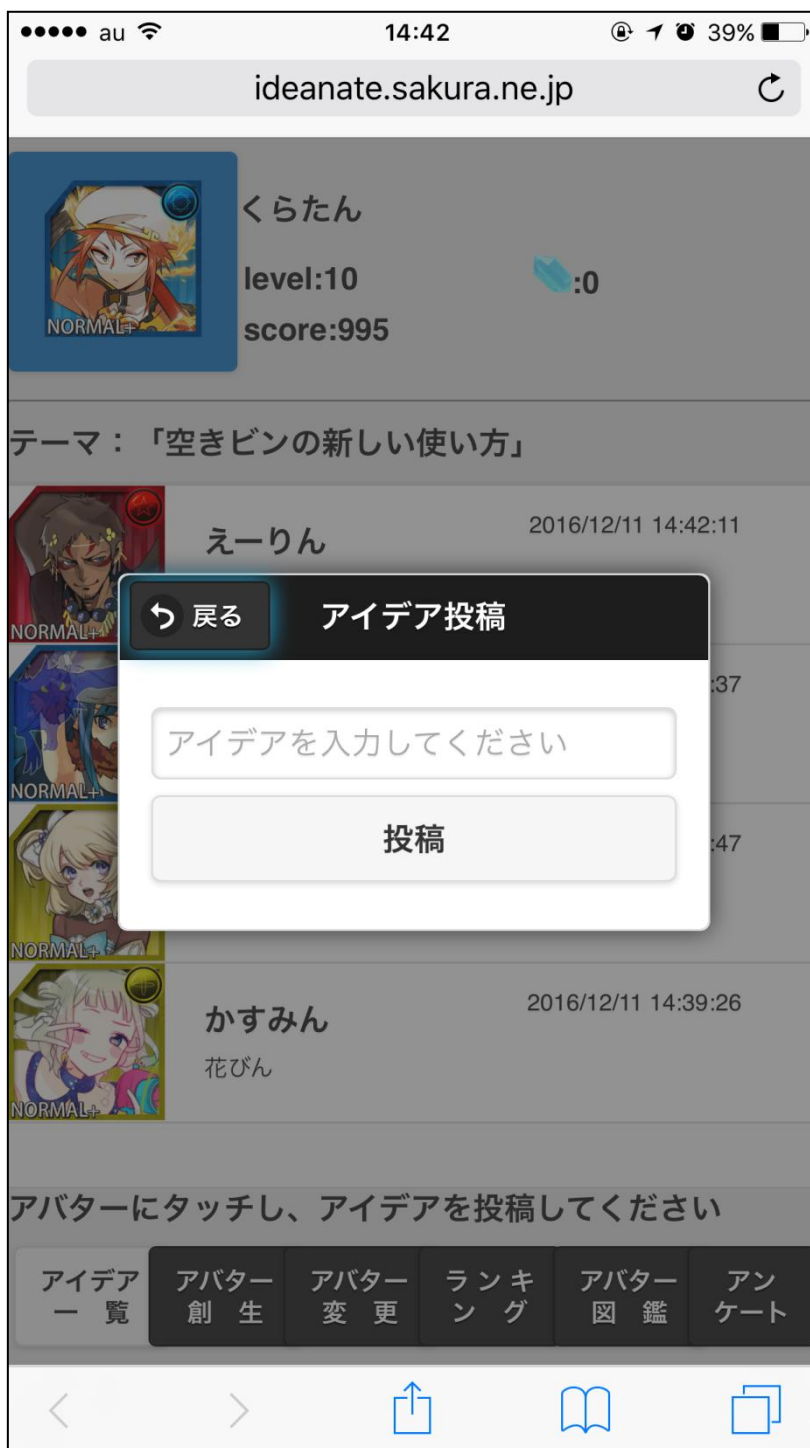 au 14:42 39%
ideanate.sakura.ne.jp
くらたん
level:10
:0
score:995
NORMAL+
テーマ：「空きビンの新しい使い方」
えーりん
2016/12/11 14:42:11
NORMAL+
戻る
アイデア投稿
:37
アイデアを入力してください
NORMAL+
投稿
:47
NORMAL+
かすみん
2016/12/11 14:39:26
花びん
NORMAL+
アバターにタッチし、アイデアを投稿してください
アイデア
一 覧
アバター
創 生
アバター
変 更
ランキ
ン グ
アバター
図 鑑
アン
ケート